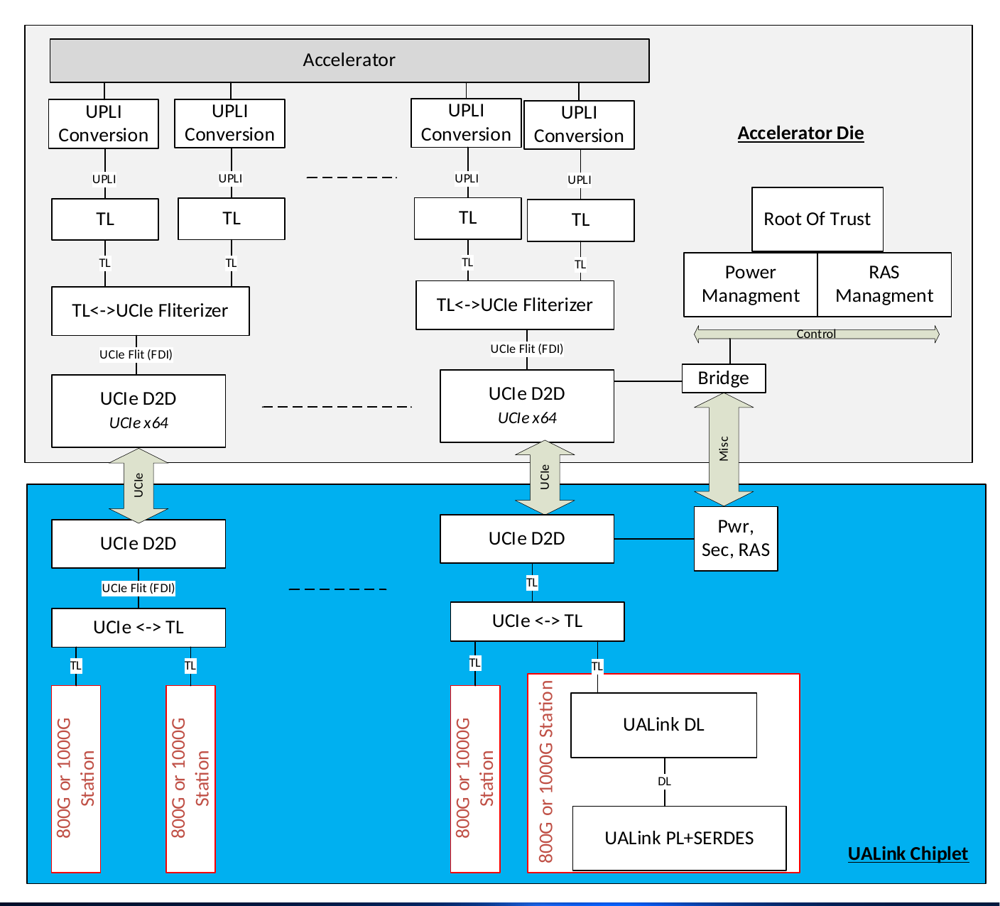 Accelerator
UPLI
Conversion
UPLI
Conversion
UPLI
Conversion
UPLI
Conversion
Accelerator Die
UPLI
UPLI
UPLI
UPLI
TL
TL
TL
TL
Root Of Trust
TL
TL
TL
TL
Power
Managment
RAS
Managment
TL<->UCIe Fliterizer
TL<->UCIe Fliterizer
Control
UCIe Flit (FDI)
UCIe Flit (FDI)
Bridge
UCIe D2D
UCIe x64
UCIe D2D
UCIe x64
Misc
UCIe
UCIe
UCIe D2D
UCIe D2D
Pwr,
Sec, RAS
UCIe Flit (FDI)
TL
UCIe <-> TL
UCIe <-> TL
TL
TL
TL
TL
800G or 1000G
Station
800G or 1000G
Station
800G or 1000G
Station
800G or 1000G Station
UALink DL
DL
UALink PL+SERDES
UALink Chiplet